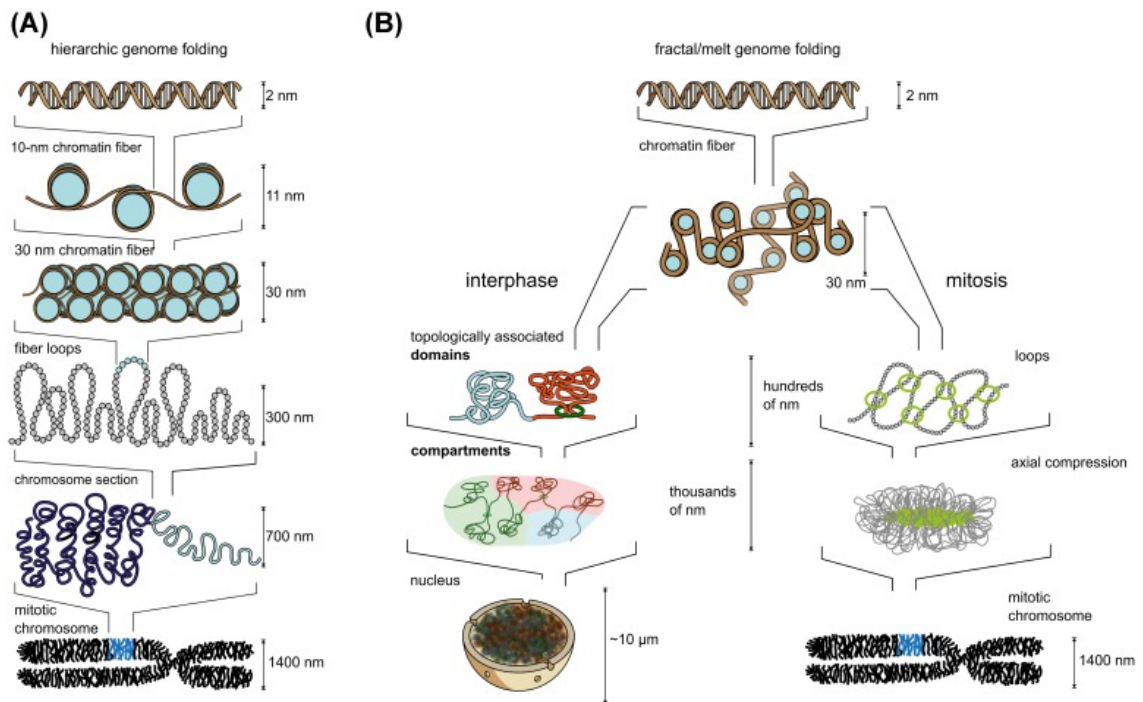 (A)
hierarchic genome folding
2 nm
10-nm chromatin fiber
11 nm
30 nm chromatin fiber
30 nm
fiber loops
300 nm
chromosome section
700 nm
mitotic
chromosome
1400 nm
(B)
fractal/melt genome folding
2 nm
chromatin fiber
30 nm
interphase
mitosis
topologically associated
domains
hundreds
of nm
loops
compartments
thousands
of nm
axial compression
nucleus
~10 μm
mitotic
chromosome
1400 nm